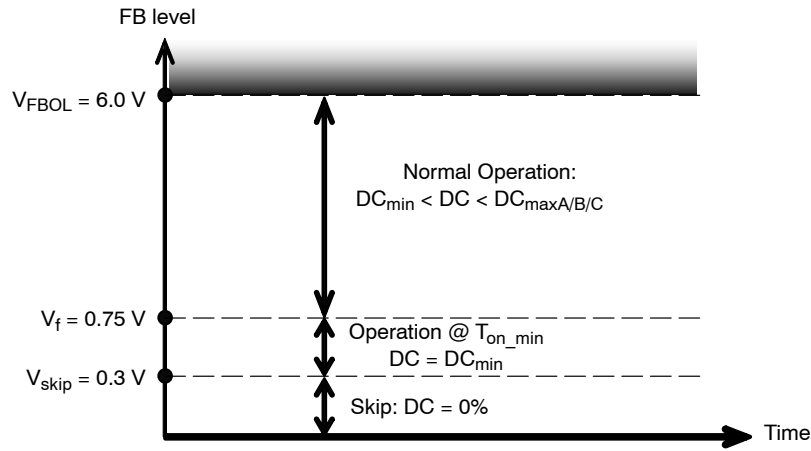 FB level
V_FBOL = 6.0 V
Normal Operation:
DC_min < DC < DC_maxA/B/C
V_f = 0.75 V
Operation @ T_on_min
DC = DC_min
V_skip = 0.3 V
Skip: DC = 0%
Time